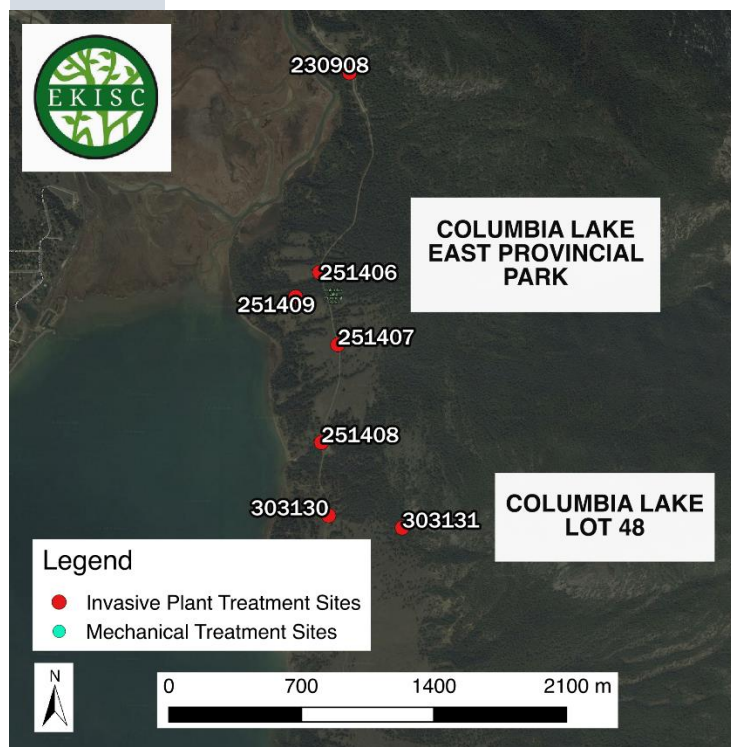 EKISC
230908
COLUMBIA LAKE
EAST PROVINCIAL
PARK
251406
251409
251407
251408
303130
303131
COLUMBIA LAKE
LOT 48
Legend
Invasive Plant Treatment Sites
Mechanical Treatment Sites
N
0 700 1400 2100 m